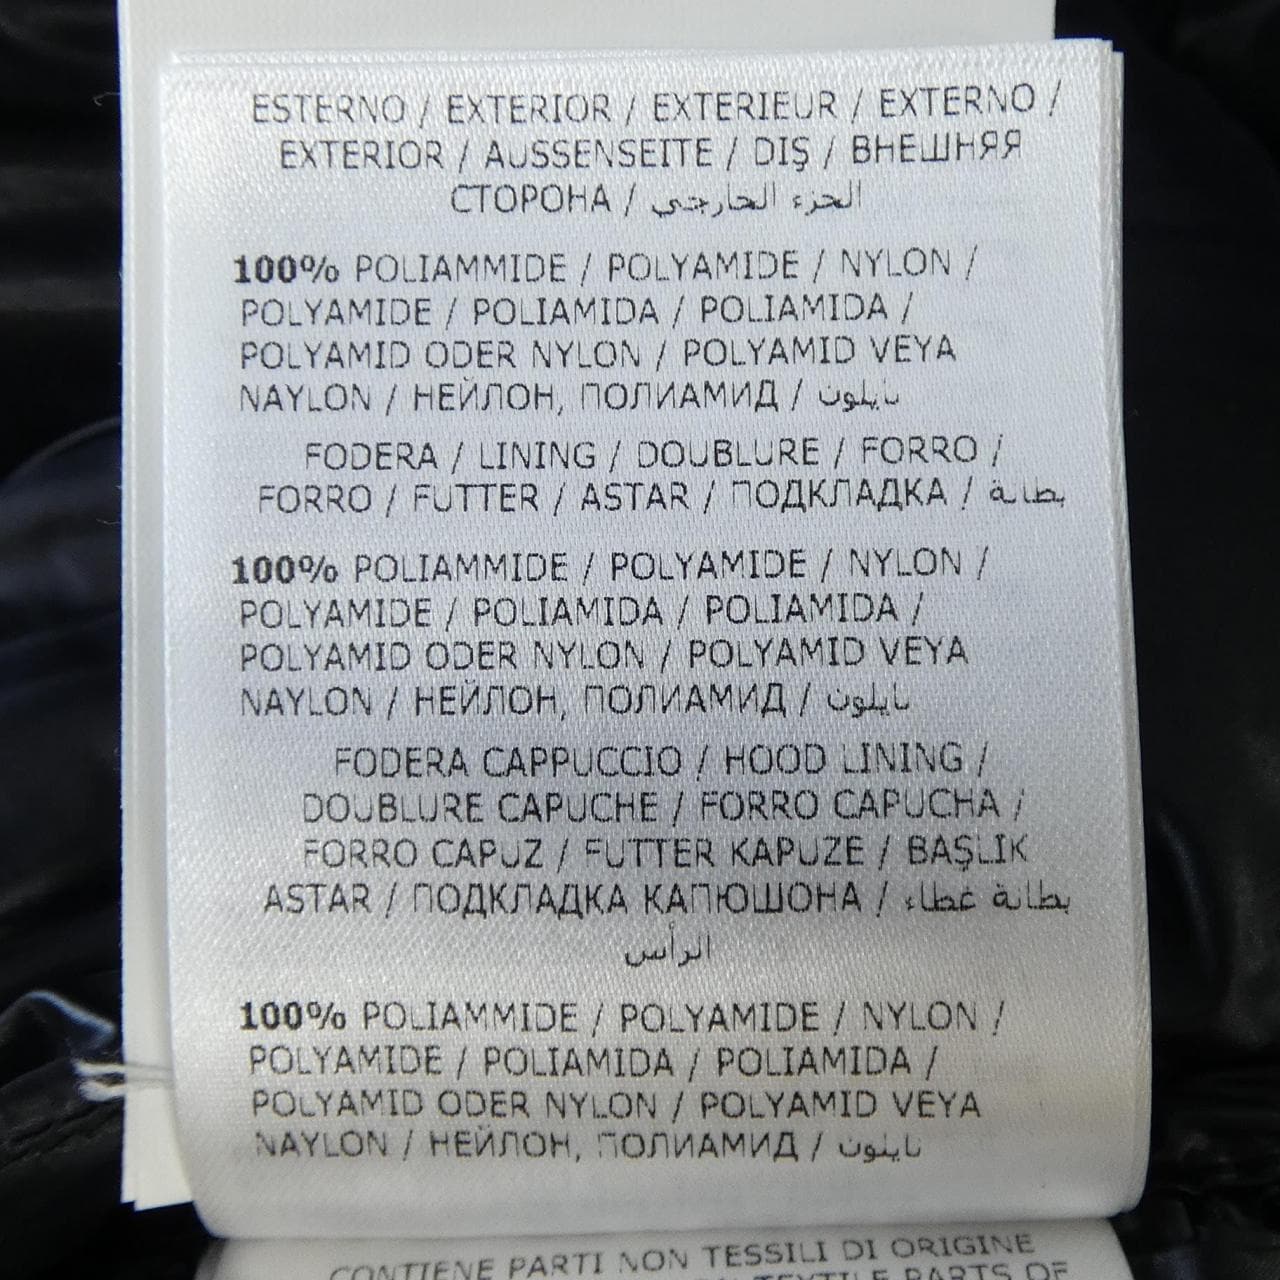 ESTERNO / EXTERIOR / EXTERIEUR / EXTERNO /
EXTERIOR / AUSSENSEITE / DIŞ / ВНЕШНЯЯ
СТОРОНА / الجزء الخارجي
100% POLIAMMIDE / POLYAMIDE / NYLON /
POLYAMIDE / POLIAMIDA / POLIAMIDA /
POLYAMID ODER NYLON / POLYAMID VEYA
NAYLON / НЕЙЛОН, ПОЛИАМИД / نايلون
FODERA / LINING / DOUBLURE / FORRO /
FORRO / FUTTER / ASTAR / ПОДКЛАДКА / بطانة
100% POLIAMMIDE / POLYAMIDE / NYLON /
POLYAMIDE / POLIAMIDA / POLIAMIDA /
POLYAMID ODER NYLON / POLYAMID VEYA
NAYLON / НЕЙЛОН, ПОЛИАМИД / نايلون
FODERA CAPPUCCIO / HOOD LINING /
DOUBLURE CAPUCHE / FORRO CAPUCHA /
FORRO CAPUZ / FUTTER KAPUZE / BAŞLIK
ASTAR / ПОДКЛАДКА КАПЮШОНА / بطانة غطاء
الرأس
100% POLIAMMIDE / POLYAMIDE / NYLON /
POLYAMIDE / POLIAMIDA / POLIAMIDA /
POLYAMID ODER NYLON / POLYAMID VEYA
NAYLON / НЕЙЛОН, ПОЛИАМИД / نايلون
CONTIENE PARTI NON TESSILI DI ORIGINE
TEXTILE PARTS OF